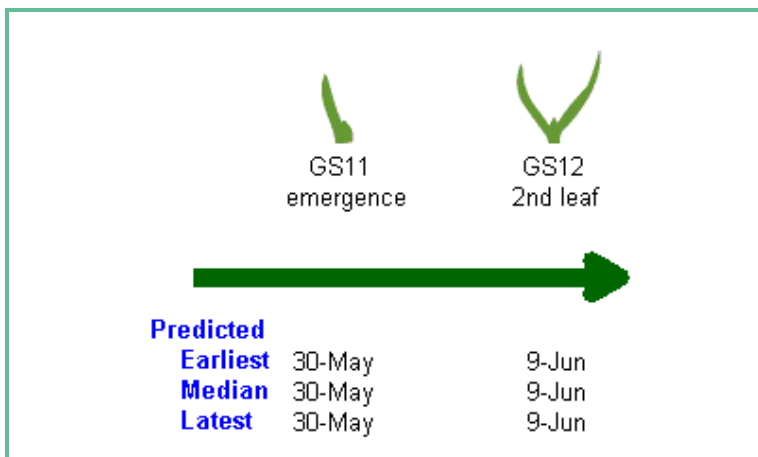 GS11 GS12
emergence 2nd leaf
Predicted
Earliest 30-May 9-Jun
Median 30-May 9-Jun
Latest 30-May 9-Jun